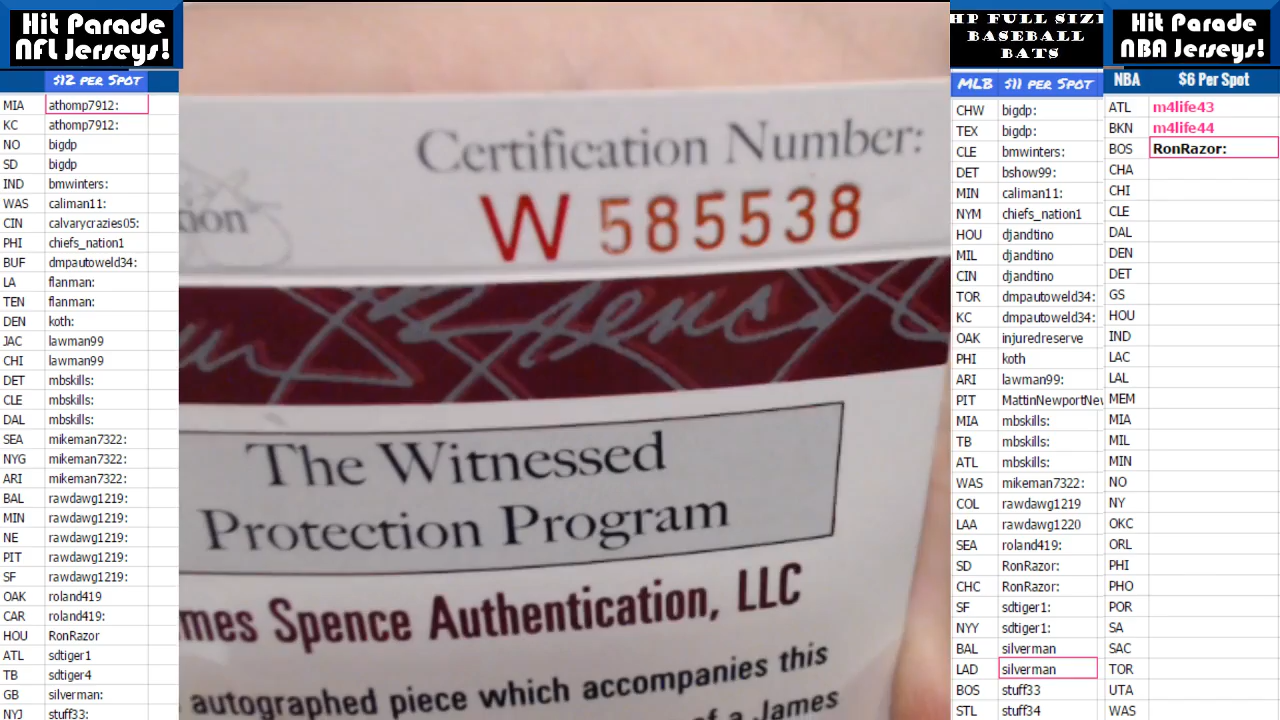 Hit Parade
NFL Jerseys!
$12 PER SPOT
MIA athomp7912:
KC athomp7912:
NO bigdp
SD bigdp
IND bmwinters:
WAS caliman11:
CIN calvarycrazies05:
PHI chiefs_nation1
BUF dmpautoweld34:
LA flanman:
TEN flanman:
DEN koth:
JAC lawman99
CHI lawman99
DET mbskills:
CLE mbskills:
DAL mbskills:
SEA mikeman7322:
NYG mikeman7322:
ARI mikeman7322:
BAL rawdawg1219:
MIN rawdawg1219:
NE rawdawg1219:
PIT rawdawg1219:
SF rawdawg1219:
OAK roland419
CAR roland419:
HOU RonRazor
ATL sdtiger1
TB sdtiger4
GB silverman:
NYJ stuff33:
Certification Number:
W 585538
The Witnessed
Protection Program
mes Spence Authentication, LLC
autographed piece which accompanies this
of a James
HP FULL SIZE
BASEBALL
BATS
MLB $11 PER SPOT
CHW bigdp:
TEX bigdp:
CLE bmwinters:
DET bshow99:
MIN caliman11:
NYM chiefs_nation1
HOU djandtino
MIL djandtino
CIN djandtino
TOR dmpautoweld34:
KC dmpautoweld34:
OAK injuredreserve
PHI koth
ARI lawman99:
PIT MattinNewportNew
MIA mbskills:
TB mbskills:
ATL mbskills:
WAS mikeman7322:
COL rawdawg1219
LAA rawdawg1220
SEA roland419:
SD RonRazor:
CHC RonRazor:
SF sdtiger1:
NYY sdtiger1:
BAL silverman
LAD silverman
BOS stuff33
STL stuff34
Hit Parade
NBA Jerseys!
NBA $6 Per Spot
ATL m4life43
BKN m4life44
BOS RonRazor:
CHA
CHI
CLE
DAL
DEN
DET
GS
HOU
IND
LAC
LAL
MEM
MIA
MIL
MIN
NO
NY
OKC
ORL
PHI
PHO
POR
SA
SAC
TOR
UTA
WAS